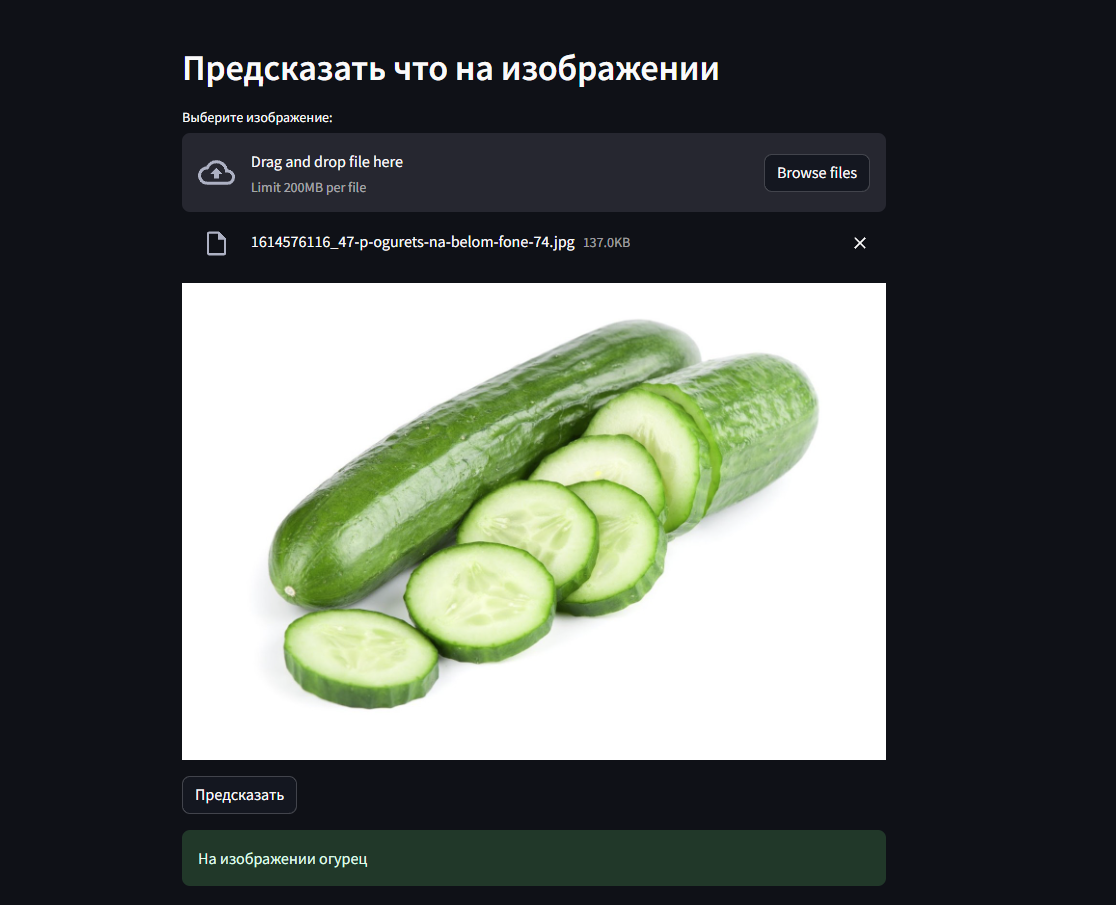 Предсказать что на изображении
Выберите изображение:
Drag and drop file here
Limit 200MB per file
Browse files
1614576116_47-p-ogurets-na-belom-fone-74.jpg 137.0KB
Предсказать
На изображении огурец